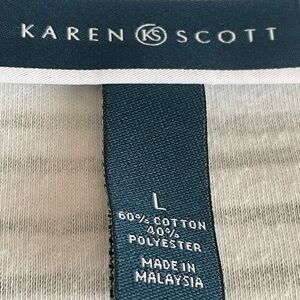 KAREN KS SCOTT
L
60% COTTON
40%
POLYESTER
MADE IN
MALAYSIA